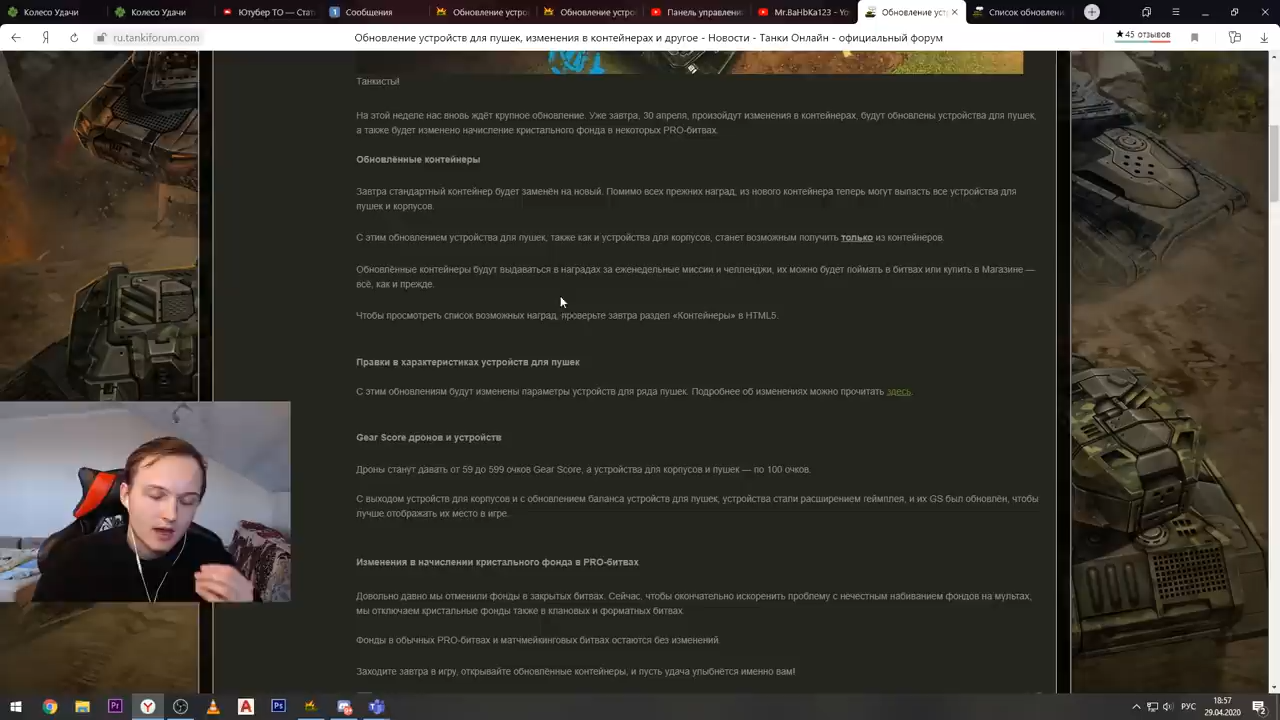 Колесо Удачи
Колесо Удачи
Ютубер ТО — Стат
Сообщения
Обновление устро
Обновление устро
Панель управлени
Mr.BaHbKa123 – Yo
Обновление уст
Список обновлен
ru.tankiforum.com
Обновление устройств для пушек, изменения в контейнерах и другое - Новости - Танки Онлайн - официальный форум
★ 45 отзывов
Танкисты!
На этой неделе нас вновь ждёт крупное обновление. Уже завтра, 30 апреля, произойдут изменения в контейнерах, будут обновлены устройства для пушек,
а также будет изменено начисление кристального фонда в некоторых PRO-битвах.
Обновлённые контейнеры
Завтра стандартный контейнер будет заменён на новый. Помимо всех прежних наград, из нового контейнера теперь могут выпасть все устройства для
пушек и корпусов.
С этим обновлением устройства для пушек, также как и устройства для корпусов, станет возможным получить только из контейнеров.
Обновлённые контейнеры будут выдаваться в наградах за еженедельные миссии и челленджи, их можно будет поймать в битвах или купить в Магазине —
всё, как и прежде.
Чтобы просмотреть список возможных наград, проверьте завтра раздел «Контейнеры» в HTML5.
Правки в характеристиках устройств для пушек
С этим обновлениям будут изменены параметры устройств для ряда пушек. Подробнее об изменениях можно прочитать здесь.
Gear Score дронов и устройств
Дроны станут давать от 59 до 599 очков Gear Score, а устройства для корпусов и пушек — по 100 очков.
С выходом устройств для корпусов и с обновлением баланса устройств для пушек, устройства стали расширением геймплея, и их GS был обновлён, чтобы
лучше отображать их место в игре.
Изменения в начислении кристального фонда в PRO-битвах
Довольно давно мы отменили фонды в закрытых битвах. Сейчас, чтобы окончательно искоренить проблему с нечестным набиванием фондов на мультах,
мы отключаем кристальные фонды также в клановых и форматных битвах.
Фонды в обычных PRO-битвах и матчмейкинговых битвах остаются без изменений.
Заходите завтра в игру, открывайте обновлённые контейнеры, и пусть удача улыбнётся именно вам!
РУС
18:57
29.04.2020